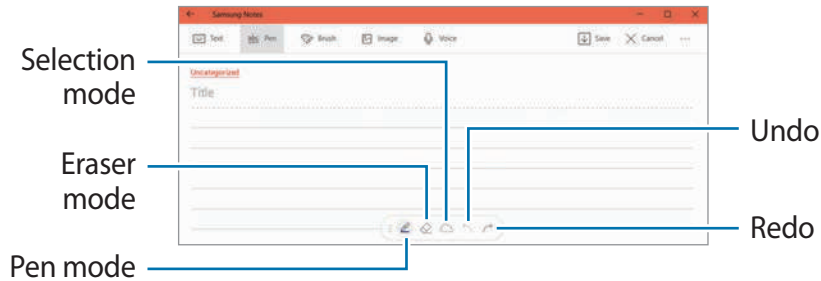 Samsung Notes
Text Pen Brush Image Voice Save Cancel
Uncategorized
Title
Selection
mode
Eraser
mode
Pen mode
Undo
Redo